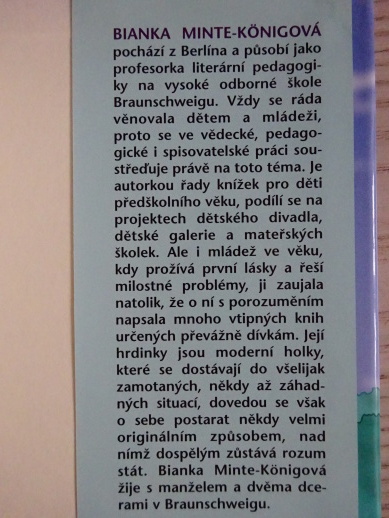 BIANKA MINTE-KÖNIGOVÁ
pochází z Berlína a působí jako
profesorka literární pedagogi-
ky na vysoké odborné škole
Braunschweigu. Vždy se ráda
věnovala dětem a mládeži,
proto se ve vědecké, pedago-
gické i spisovatelské práci sou-
střeďuje právě na toto téma. Je
autorkou řady knížek pro děti
předškolního věku, podílí se na
projektech dětského divadla,
dětské galerie a mateřských
školek. Ale i mládež ve věku,
kdy prožívá první lásky a řeší
milostné problémy, ji zaujala
natolik, že o ní s porozuměním
napsala mnoho vtipných knih
určených převážně dívkám. Její
hrdinky jsou moderní holky,
které se dostávají do všelijak
zamotaných, někdy až záhad-
ných situací, dovedou se však
o sebe postarat někdy velmi
originálním způsobem, nad
nímž dospělým zůstává rozum
stát. Bianka Minte-Königová
žije s manželem a dvěma dce-
rami v Braunschweigu.